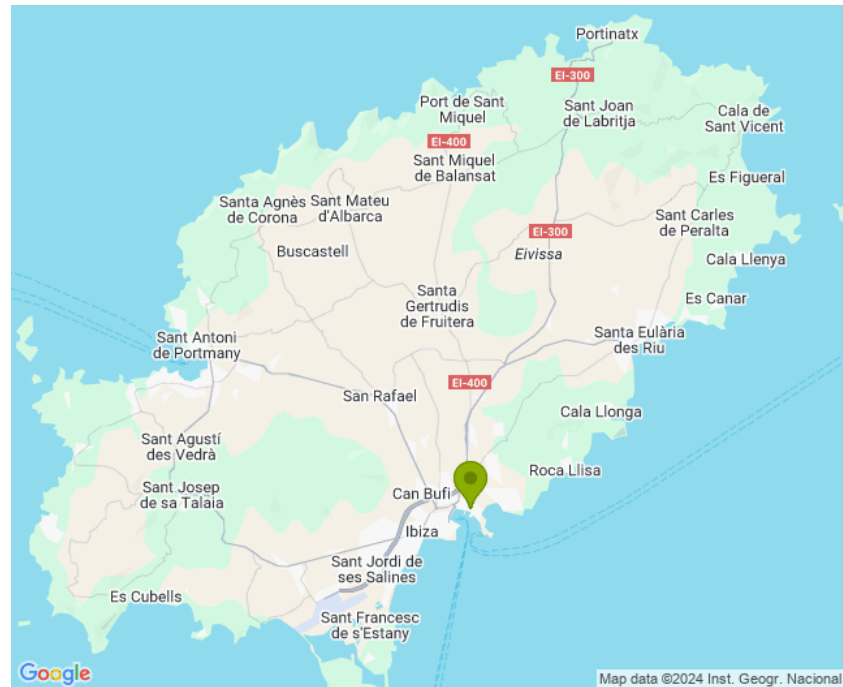 Portinatx
EI-300
Port de Sant
Miquel
Sant Joan
de Labritja
Cala de
Sant Vicent
EI-400
Sant Miquel
de Balansat
Es Figueral
Santa Agnès
de Corona
Sant Mateu
d'Albarca
Sant Carles
de Peralta
EI-300
Buscastell
Eivissa
Cala Llenya
Santa
Gertrudis
de Fruitera
Es Canar
Sant Antoni
de Portmany
Santa Eulària
des Riu
EI-400
San Rafael
Cala Llonga
Sant Agustí
des Vedrà
Roca Llisa
Sant Josep
de sa Talaia
Can Bufi
Ibiza
Sant Jordi de
ses Salines
Es Cubells
Sant Francesc
de s'Estany
Google
Map data ©2024 Inst. Geogr. Nacional